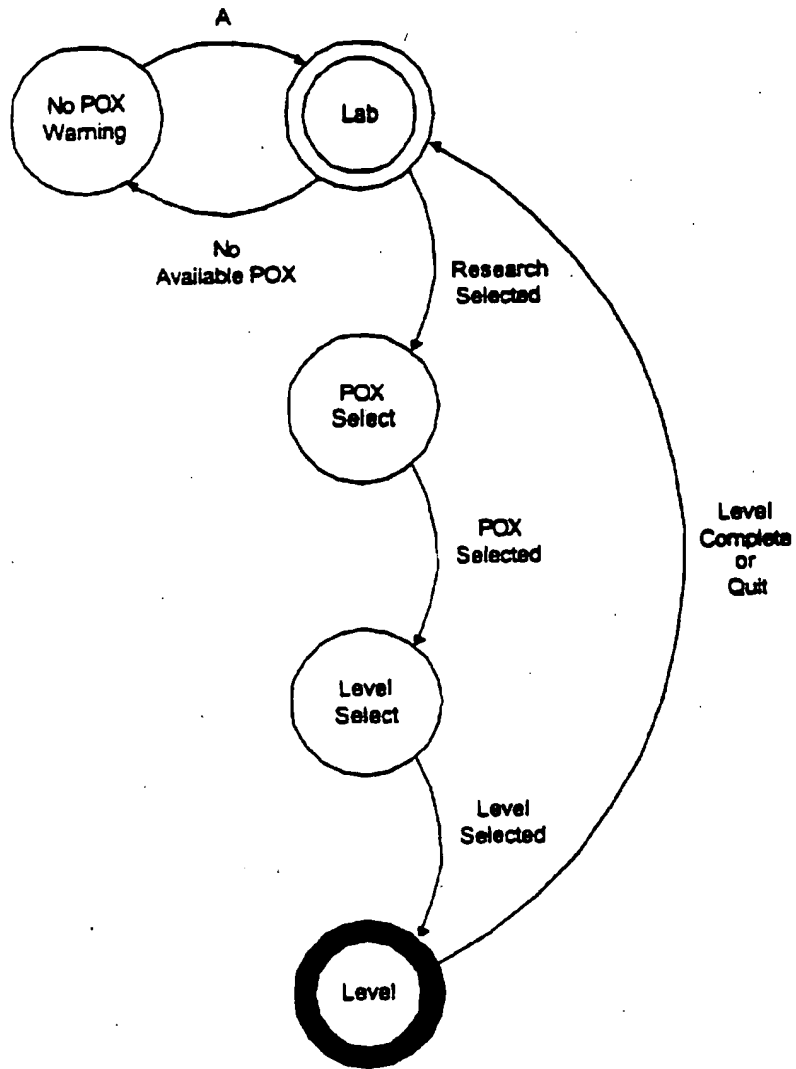 A
No POX
Warning
Lab
No
Available POX
Research
Selected
POX
Select
POX
Selected
Level
Complete
or
Quit
Level
Select
Level
Selected
Level